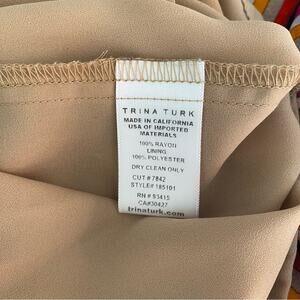 TRINA TURK
MADE IN CALIFORNIA
USA OF IMPORTED
MATERIALS
100% RAYON
LINING
100% POLYESTER
DRY CLEAN ONLY
CUT # 7842
STYLE# 185101
RN # 93415
CA#30427
trinaturk.com